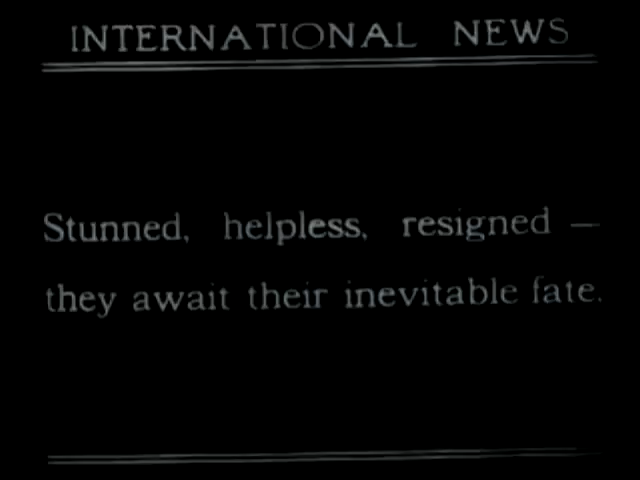 INTERNATIONAL NEWS
Stunned, helpless, resigned —
they await their inevitable fate.